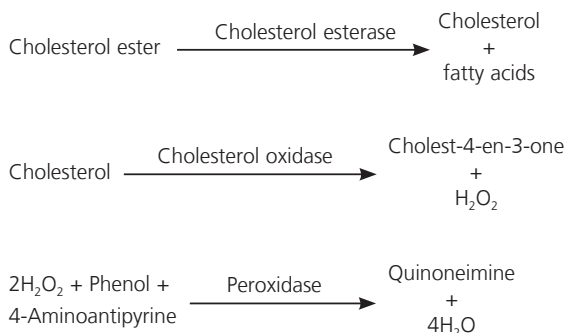 Cholesterol ester
Cholesterol esterase
Cholesterol
+
fatty acids
Cholesterol
Cholesterol oxidase
Cholest-4-en-3-one
+
H₂O₂
2H₂O₂ + Phenol +
4-Aminoantipyrine
Peroxidase
Quinoneimine
+
4H₂O